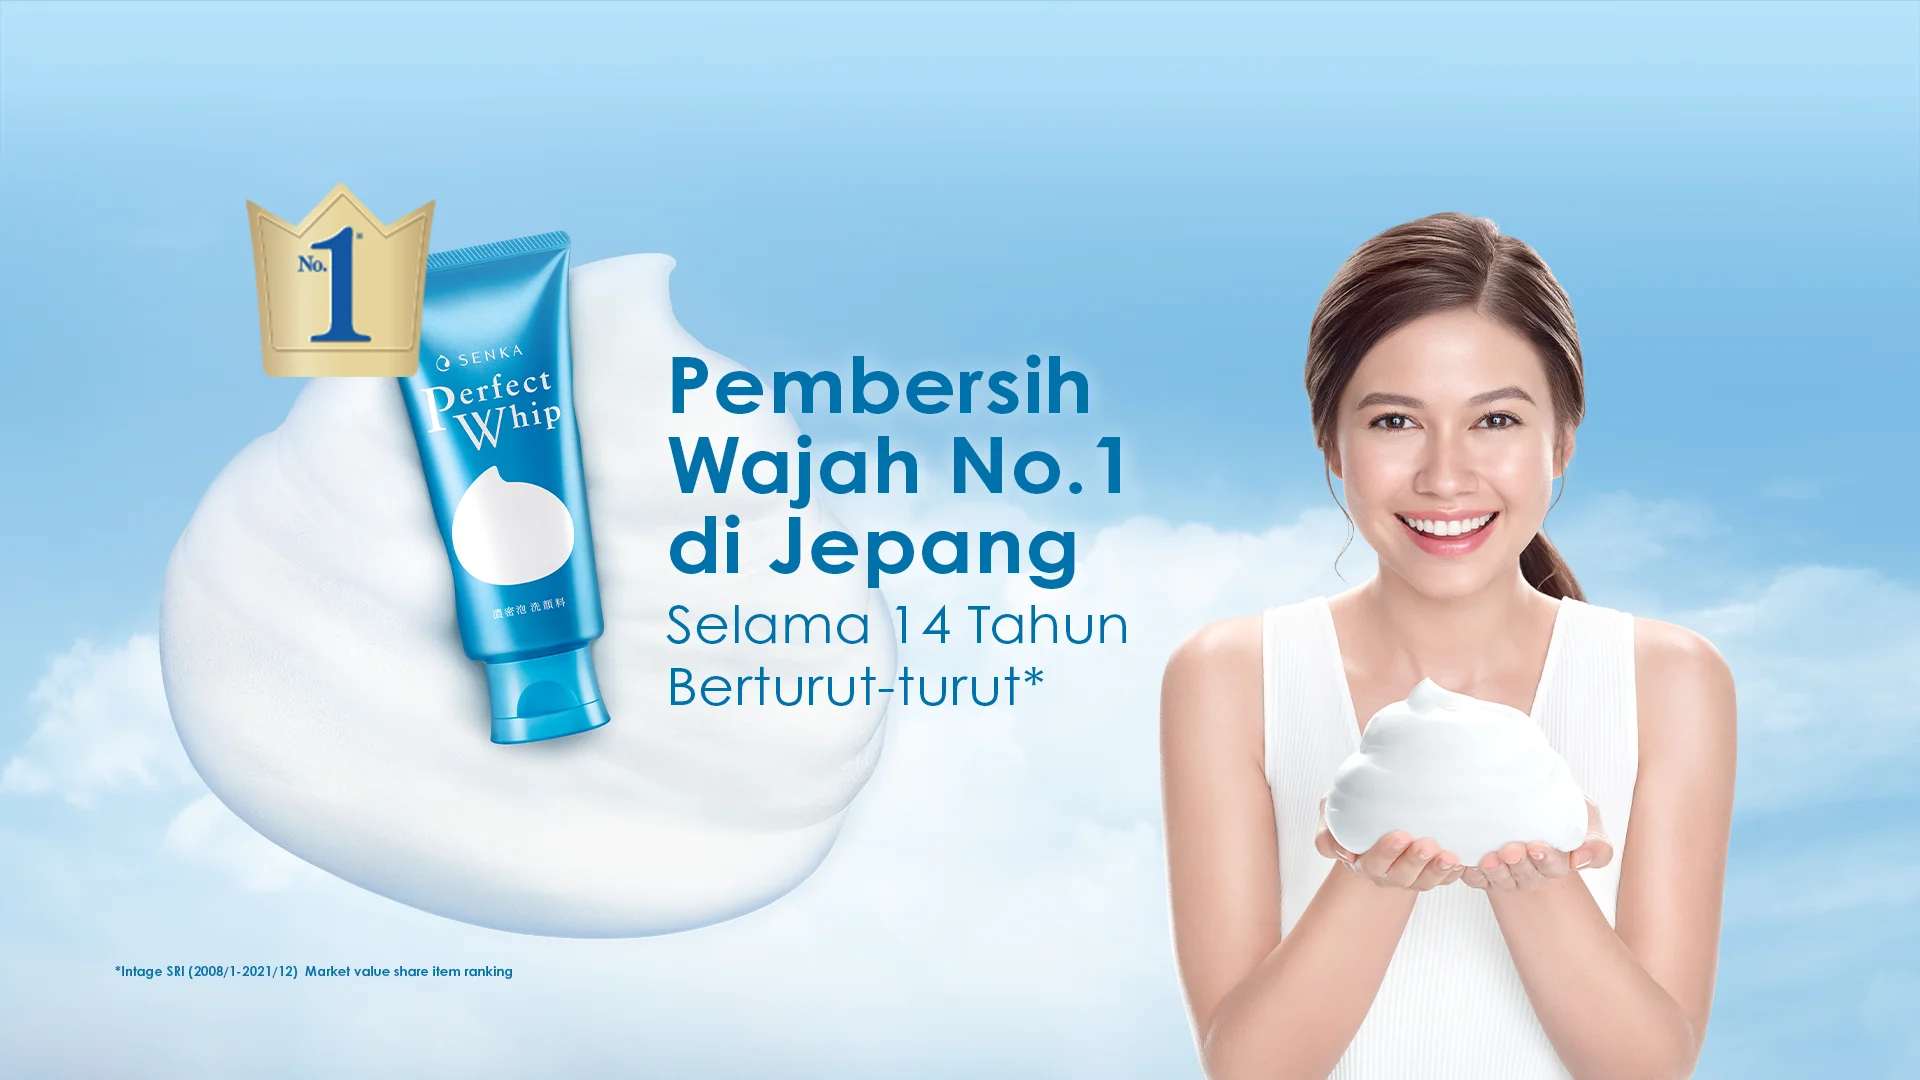 No.1*
SENKA
Perfect
Whip
濃密泡 洗顔料
Pembersih
Wajah No.1
di Jepang
Selama 14 Tahun
Berturut-turut*
*Intage SRI (2008/1-2021/12) Market value share item ranking